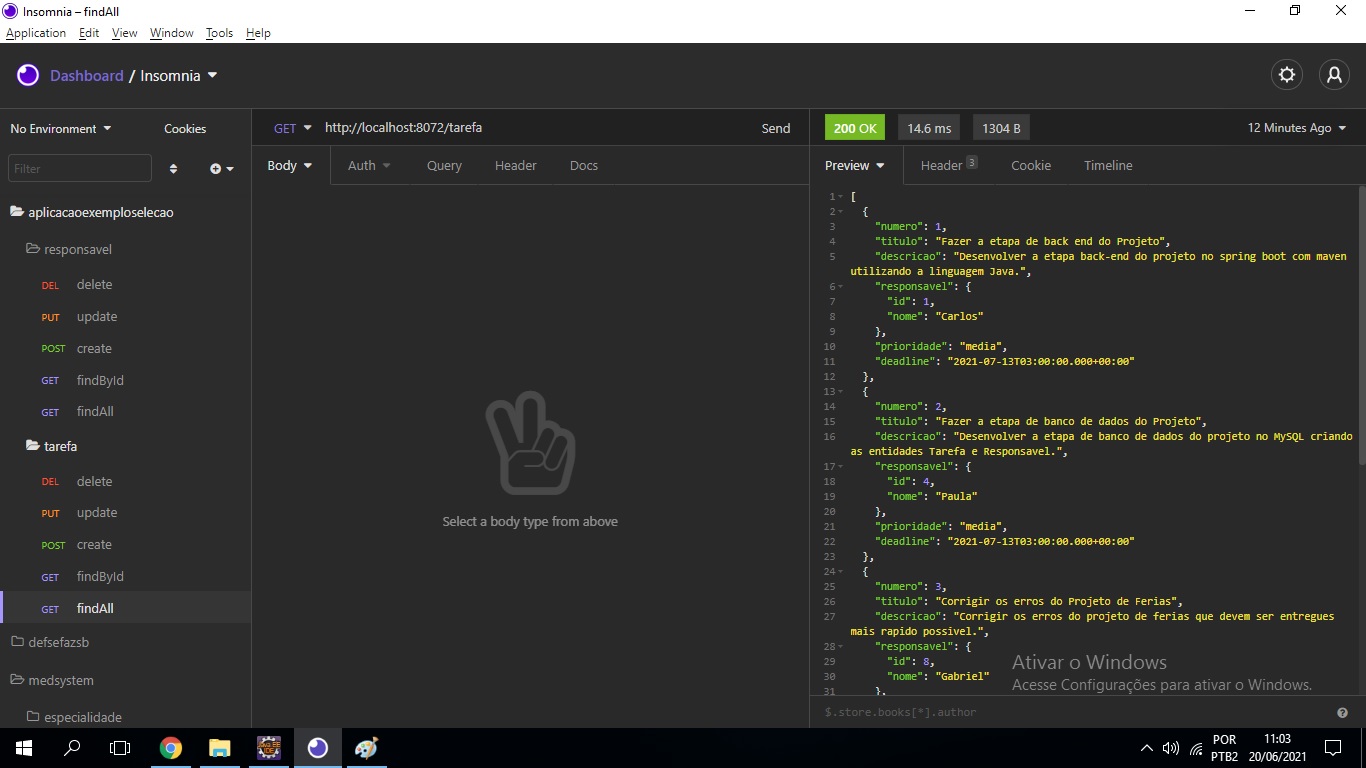 Insomnia – findAll
Application Edit View Window Tools Help
Dashboard / Insomnia
No Environment Cookies
GET http://localhost:8072/tarefa Send
200 OK 14.6 ms 1304 B 12 Minutes Ago
Filter
Body Auth Query Header Docs
Preview Header 3 Cookie Timeline
aplicacaoexemploselecao
responsavel
DEL delete
PUT update
POST create
GET findById
GET findAll
tarefa
DEL delete
PUT update
POST create
GET findById
GET findAll
defsefazsb
medsystem
especialidade
Select a body type from above
1 [
2 {
3 "numero": 1,
4 "titulo": "Fazer a etapa de back end do Projeto",
5 "descricao": "Desenvolver a etapa back-end do projeto no spring boot com maven
utilizando a linguagem Java.",
6 "responsavel": {
7 "id": 1,
8 "nome": "Carlos"
9 },
10 "prioridade": "media",
11 "deadline": "2021-07-13T03:00:00.000+00:00"
12 },
13 {
14 "numero": 2,
15 "titulo": "Fazer a etapa de banco de dados do Projeto",
16 "descricao": "Desenvolver a etapa de banco de dados do projeto no MySQL criando
as entidades Tarefa e Responsavel.",
17 "responsavel": {
18 "id": 4,
19 "nome": "Paula"
20 },
21 "prioridade": "media",
22 "deadline": "2021-07-13T03:00:00.000+00:00"
23 },
24 {
25 "numero": 3,
26 "titulo": "Corrigir os erros do Projeto de Ferias",
27 "descricao": "Corrigir os erros do projeto de ferias que devem ser entregues
mais rapido possivel.",
28 "responsavel": {
29 "id": 8,
30 "nome": "Gabriel"
31 },
Ativar o Windows
Acesse Configurações para ativar o Windows.
$.store.books[*].author
POR
PTB2
11:03
20/06/2021